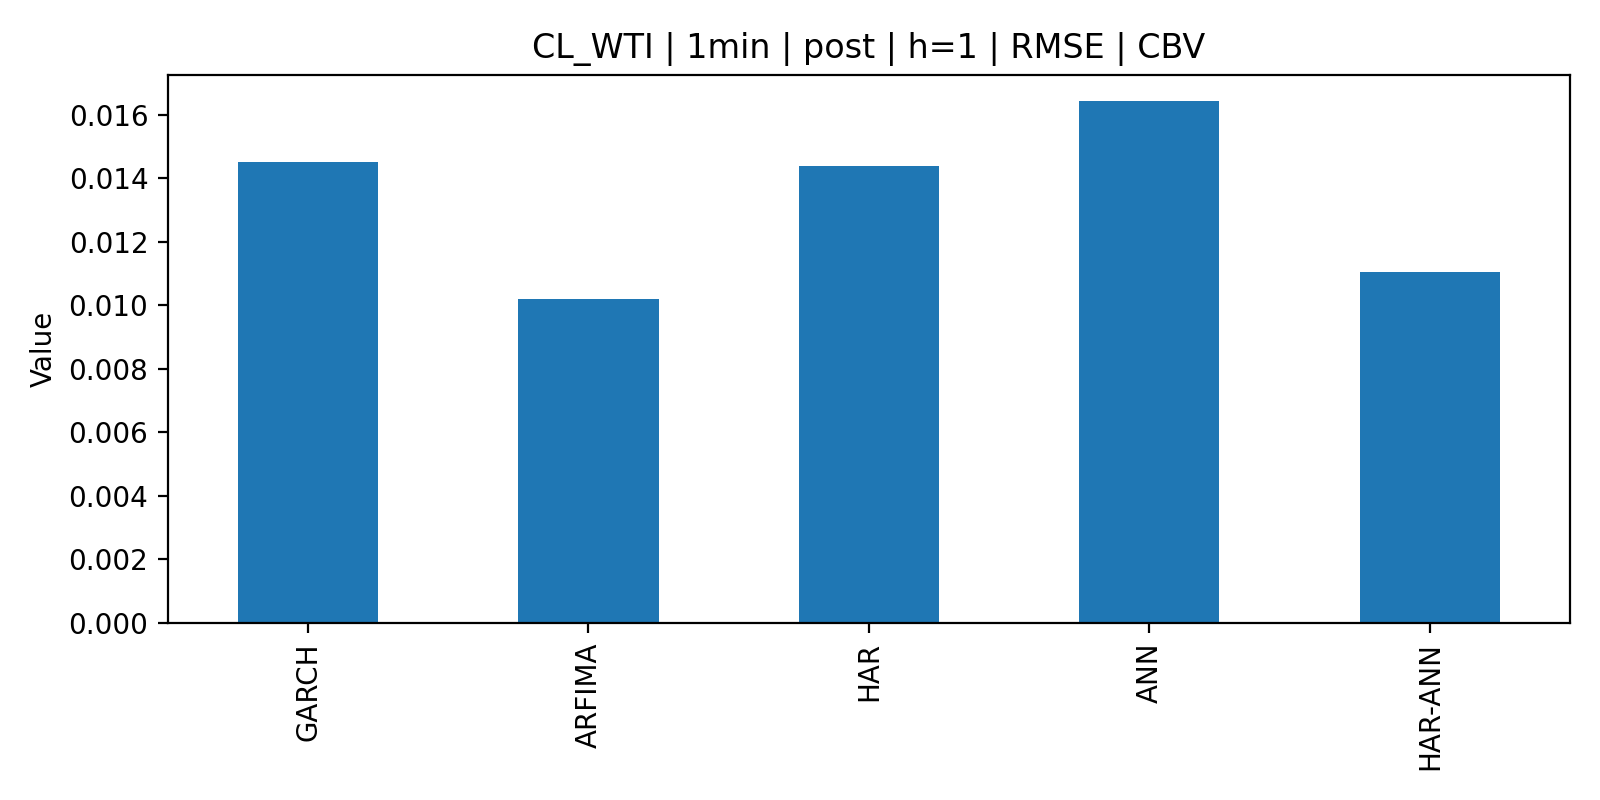 CL_WTI | 1min | post | h=1 | RMSE | CBV
Value
0.016
0.014
0.012
0.010
0.008
0.006
0.004
0.002
0.000
GARCH
ARFIMA
HAR
ANN
HAR-ANN